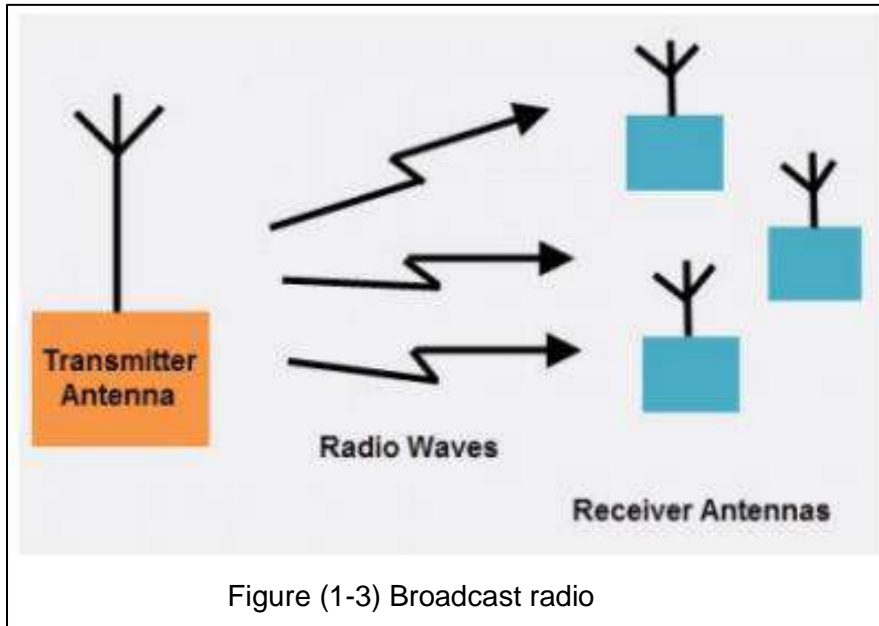 Transmitter
Antenna
Radio Waves
Receiver Antennas
Figure (1-3) Broadcast radio